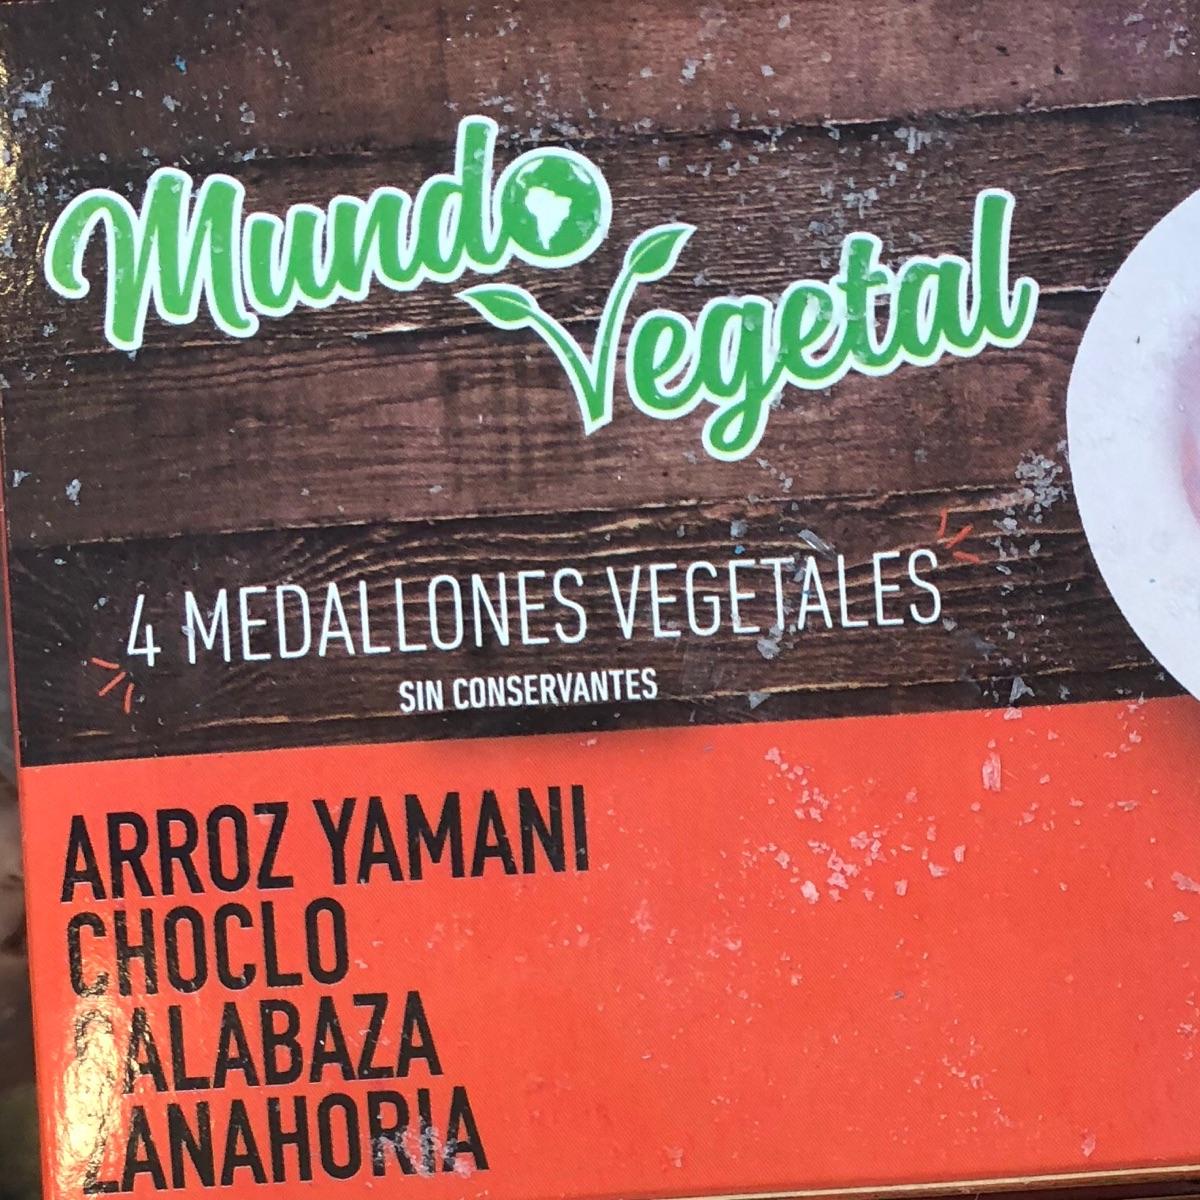 Mundo
Vegetal
4 MEDALLONES VEGETALES
SIN CONSERVANTES
ARROZ YAMANI
CHOCLO
CALABAZA
ZANAHORIA